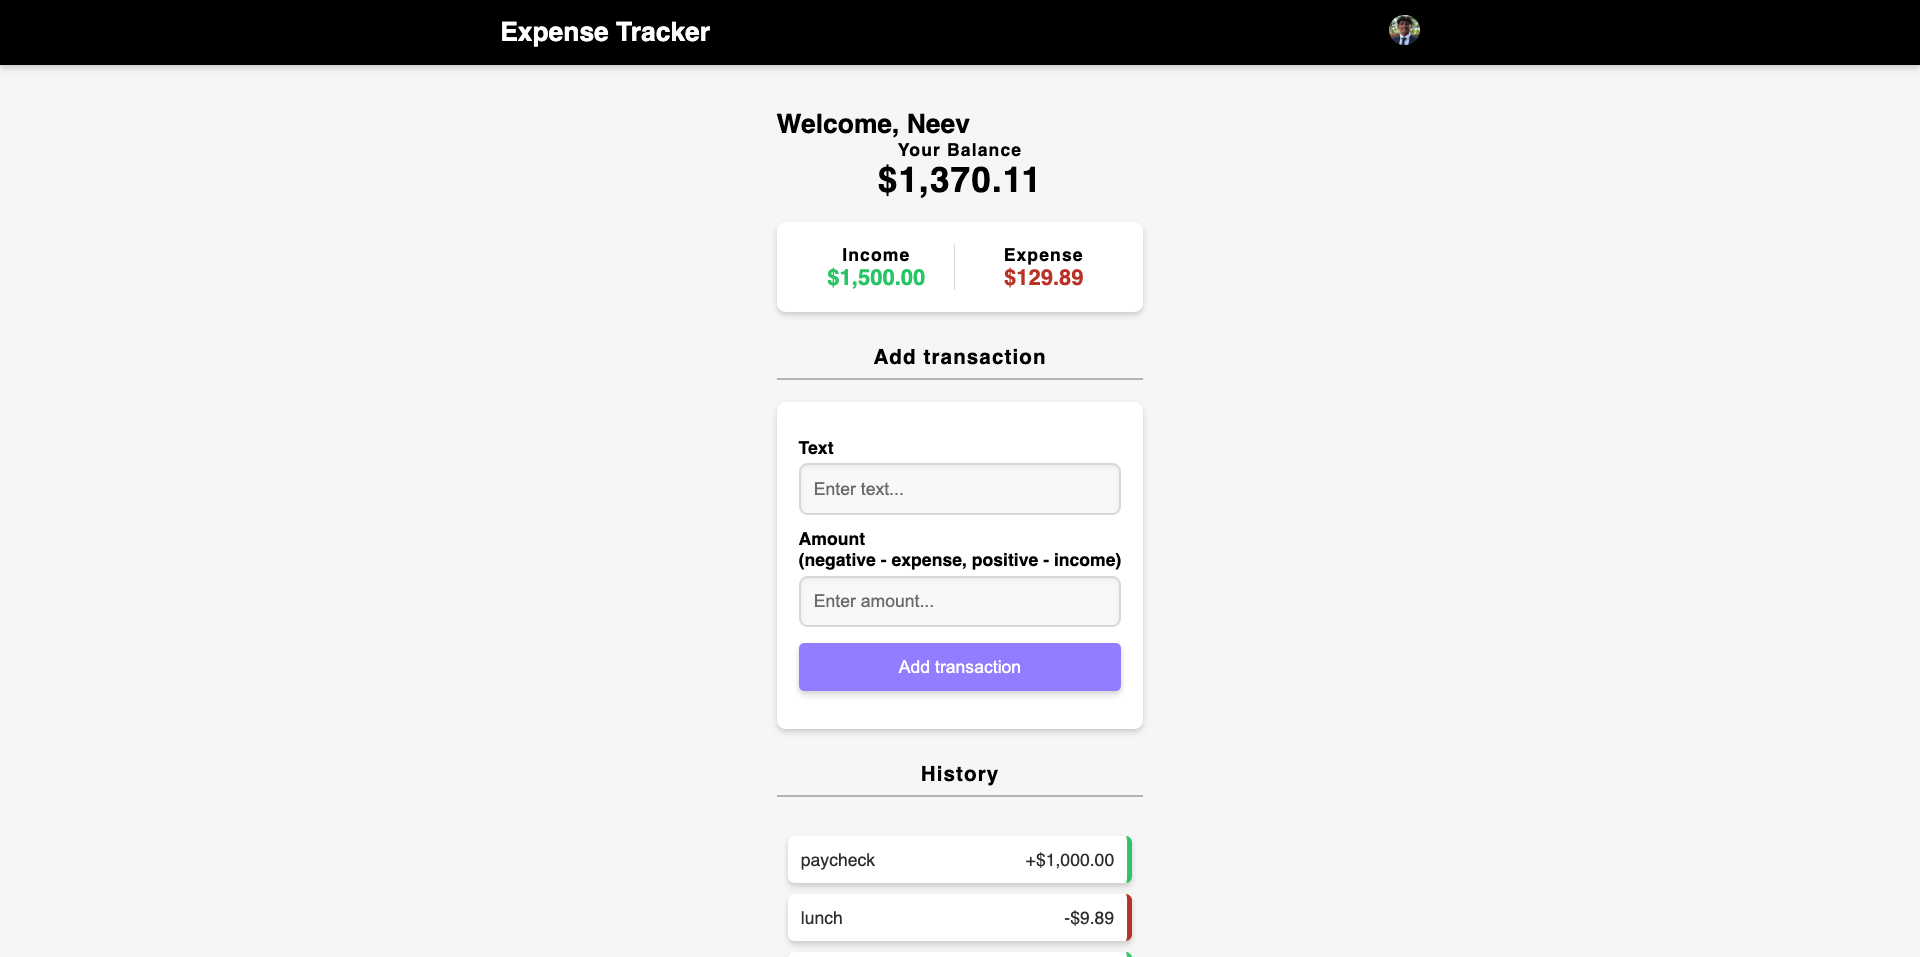 Expense Tracker
Welcome, Neev
Your Balance
$1,370.11
Income
$1,500.00
Expense
$129.89
Add transaction
Text
Enter text...
Amount
(negative - expense, positive - income)
Enter amount...
Add transaction
History
paycheck +$1,000.00
lunch -$9.89